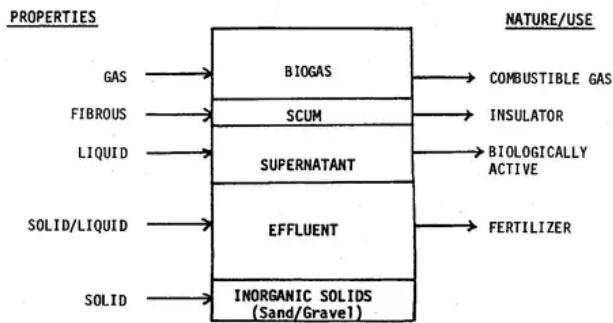 PROPERTIES
NATURE/USE
GAS
BIOGAS
COMBUSTIBLE GAS
FIBROUS
SCUM
INSULATOR
LIQUID
SUPERNATANT
BIOLOGICALLY
ACTIVE
SOLID/LIQUID
EFFLUENT
FERTILIZER
SOLID
INORGANIC SOLIDS
(Sand/Gravel)